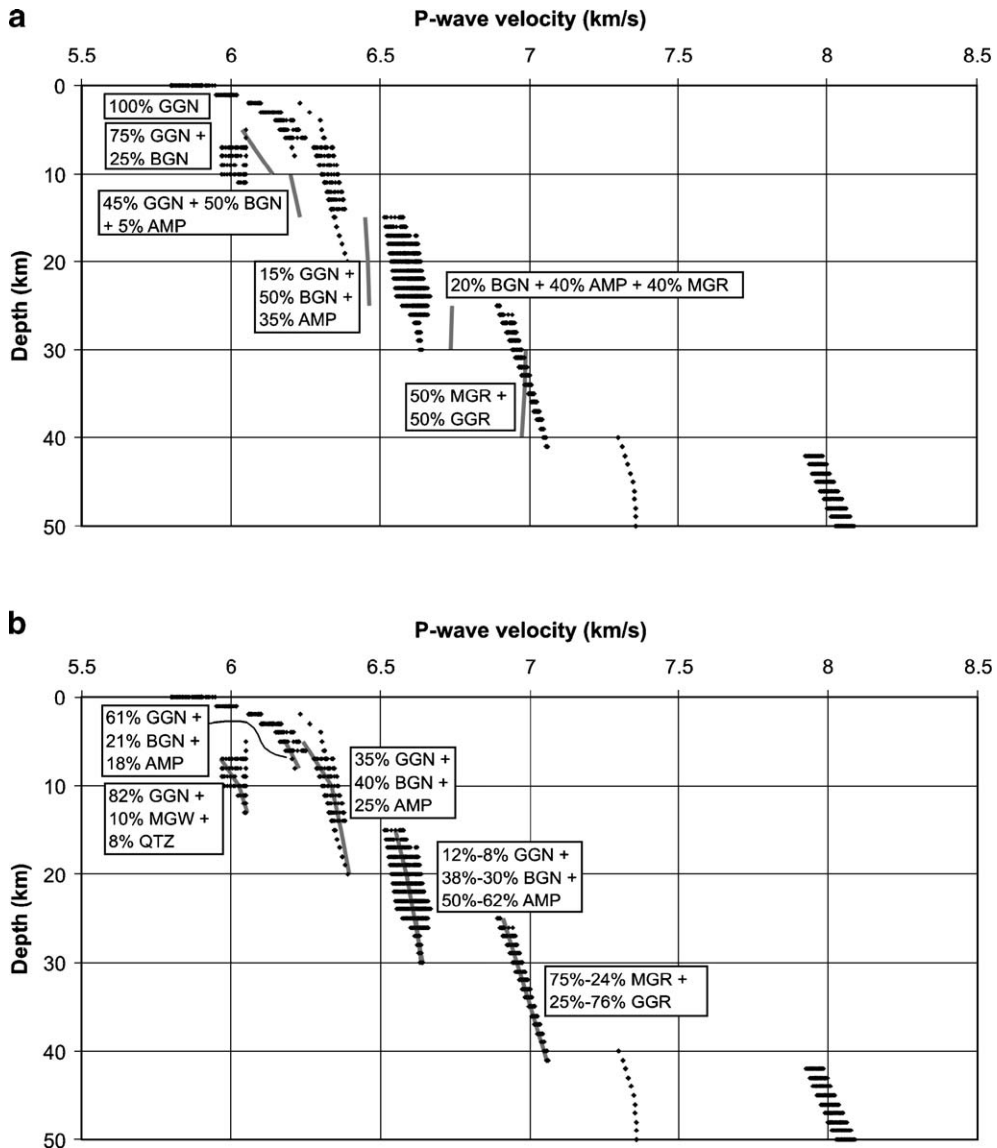 a
P-wave velocity (km/s)
5.5 6 6.5 7 7.5 8 8.5
0
10
20
30
40
50
Depth (km)
100% GGN
75% GGN +
25% BGN
45% GGN + 50% BGN
+ 5% AMP
15% GGN +
50% BGN +
35% AMP
20% BGN + 40% AMP + 40% MGR
50% MGR +
50% GGR
b
P-wave velocity (km/s)
5.5 6 6.5 7 7.5 8 8.5
0
10
20
30
40
50
Depth (km)
61% GGN +
21% BGN +
18% AMP
82% GGN +
10% MGW +
8% QTZ
35% GGN +
40% BGN +
25% AMP
12%-8% GGN +
38%-30% BGN +
50%-62% AMP
75%-24% MGR +
25%-76% GGR